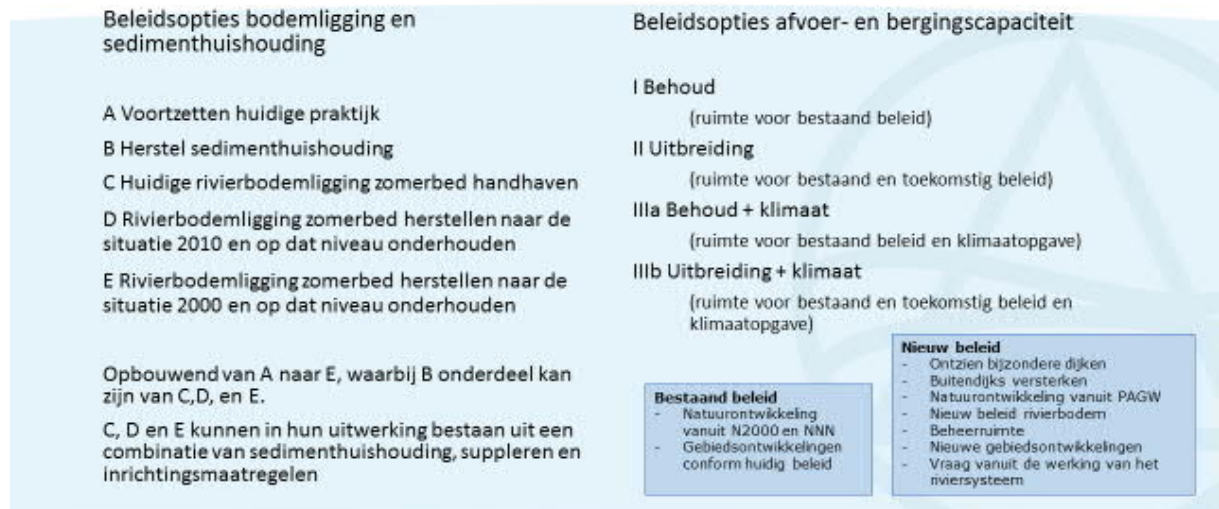 Beleidsopties bodemligging en
sedimenthuishouding
A Voortzetten huidige praktijk
B Herstel sedimenthuishouding
C Huidige rivierbodemligging zomerbed handhaven
D Rivierbodemligging zomerbed herstellen naar de
situatie 2010 en op dat niveau onderhouden
E Rivierbodemligging zomerbed herstellen naar de
situatie 2000 en op dat niveau onderhouden
Opbouwend van A naar E, waarbij B onderdeel kan
zijn van C,D, en E.
C, D en E kunnen in hun uitwerking bestaan uit een
combinatie van sedimenthuishouding, suppleren en
inrichtingsmaatregelen
Beleidsopties afvoer- en bergingscapaciteit
I Behoud
(ruimte voor bestaand beleid)
II Uitbreiding
(ruimte voor bestaand en toekomstig beleid)
IIIa Behoud + klimaat
(ruimte voor bestaand beleid en klimaatopgave)
IIIb Uitbreiding + klimaat
(ruimte voor bestaand en toekomstig beleid en
klimaatopgave)
Bestaand beleid
- Natuurontwikkeling
vanuit N2000 en NNN
- Gebiedsontwikkelingen
conform huidig beleid
Nieuw beleid
- Ontzien bijzondere dijken
- Buitendijks versterken
- Natuurontwikkeling vanuit PAGW
- Nieuw beleid rivierbodem
- Beheerruimte
- Nieuwe gebiedsontwikkelingen
- Vraag vanuit de werking van het
riviersysteem